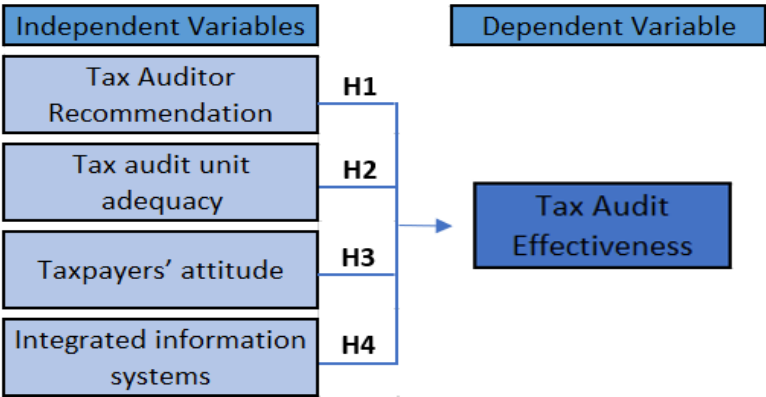 Independent Variables
Dependent Variable
Tax Auditor
Recommendation
H1
Tax audit unit
adequacy
H2
Tax Audit
Effectiveness
Taxpayers’ attitude
H3
Integrated information
systems
H4